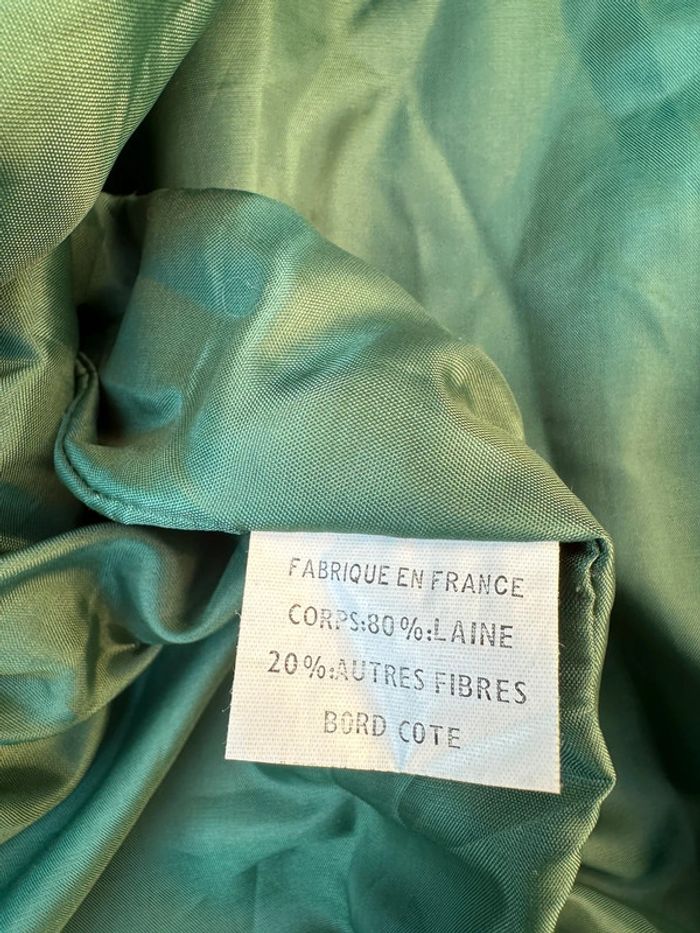 FABRIQUE EN FRANCE
CORPS:80%:LAINE
20%:AUTRES FIBRES
BORD COTE